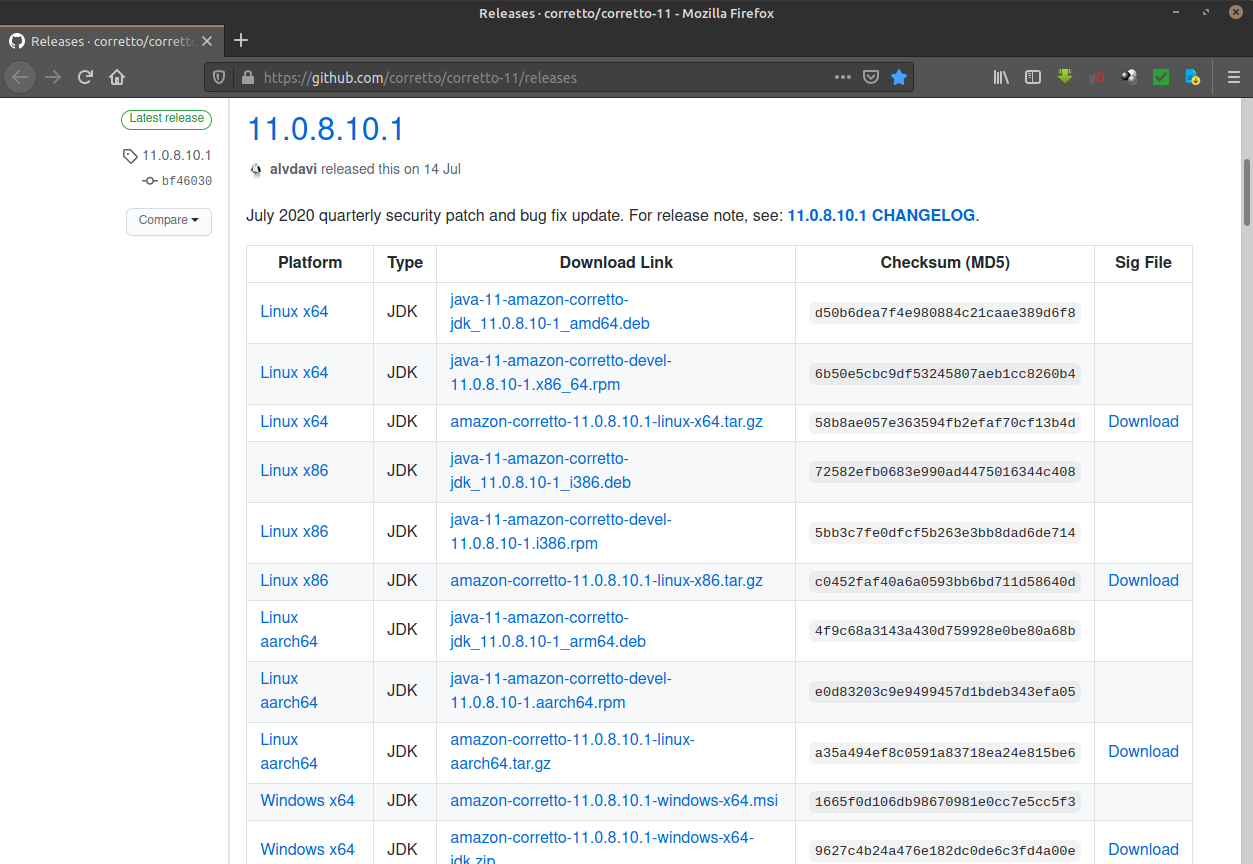 Releases · corretto/corretto-11 - Mozilla Firefox
Releases · corretto/corretto
https://github.com/corretto/corretto-11/releases
Latest release
11.0.8.10.1
bf46030
Compare
11.0.8.10.1
alvdavi released this on 14 Jul
July 2020 quarterly security patch and bug fix update. For release note, see: 11.0.8.10.1 CHANGELOG.
Platform Type Download Link Checksum (MD5) Sig File
Linux x64 JDK java-11-amazon-corretto-
jdk_11.0.8.10-1_amd64.deb d50b6dea7f4e980884c21caae389d6f8
Linux x64 JDK java-11-amazon-corretto-devel-
11.0.8.10-1.x86_64.rpm 6b50e5cbc9df53245807aeb1cc8260b4
Linux x64 JDK amazon-corretto-11.0.8.10.1-linux-x64.tar.gz 58b8ae057e363594fb2efaf70cf13b4d Download
Linux x86 JDK java-11-amazon-corretto-
jdk_11.0.8.10-1_i386.deb 72582efb0683e990ad4475016344c408
Linux x86 JDK java-11-amazon-corretto-devel-
11.0.8.10-1.i386.rpm 5bb3c7fe0dfcf5b263e3bb8dad6de714
Linux x86 JDK amazon-corretto-11.0.8.10.1-linux-x86.tar.gz c0452faf40a6a0593bb6bd711d58640d Download
Linux
aarch64 JDK java-11-amazon-corretto-
jdk_11.0.8.10-1_arm64.deb 4f9c68a3143a430d759928e0be80a68b
Linux
aarch64 JDK java-11-amazon-corretto-devel-
11.0.8.10-1.aarch64.rpm e0d83203c9e9499457d1bdeb343efa05
Linux
aarch64 JDK amazon-corretto-11.0.8.10.1-linux-
aarch64.tar.gz a35a494ef8c0591a83718ea24e815be6 Download
Windows x64 JDK amazon-corretto-11.0.8.10.1-windows-x64.msi 1665f0d106db98670981e0cc7e5cc5f3
Windows x64 JDK amazon-corretto-11.0.8.10.1-windows-x64-
jdk.zip 9627c4b24a476e182dc0de6c3fd4a00e Download